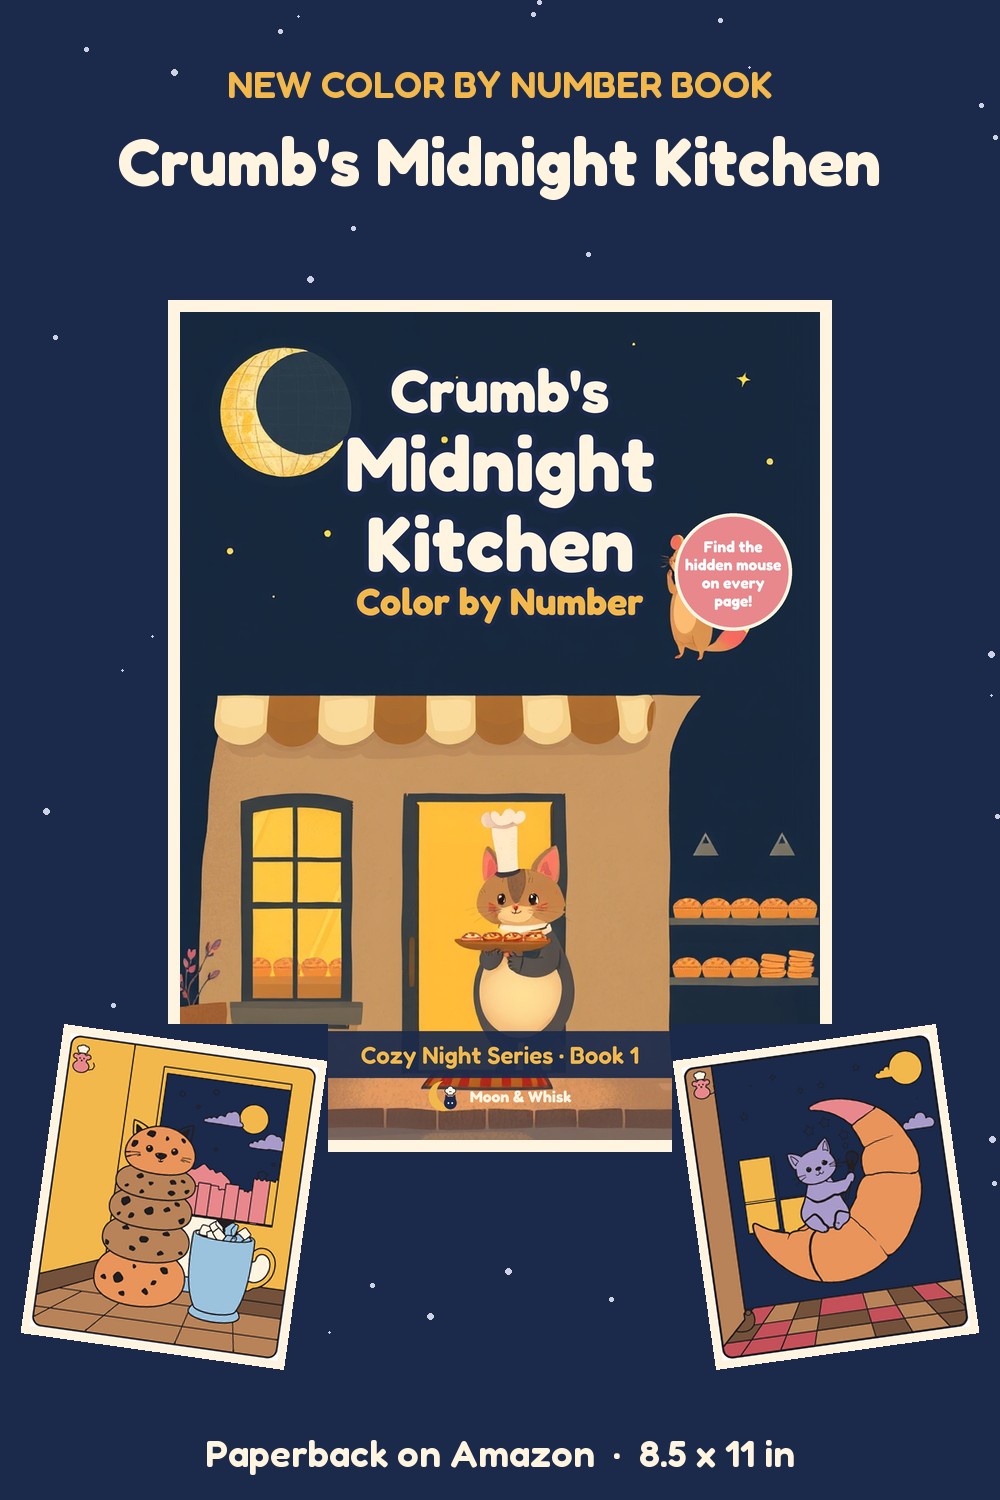 NEW COLOR BY NUMBER BOOK
Crumb's Midnight Kitchen
Crumb's
Midnight
Kitchen
Color by Number
Find the
hidden mouse
on every
page!
Cozy Night Series · Book 1
Moon & Whisk
Paperback on Amazon · 8.5 x 11 in